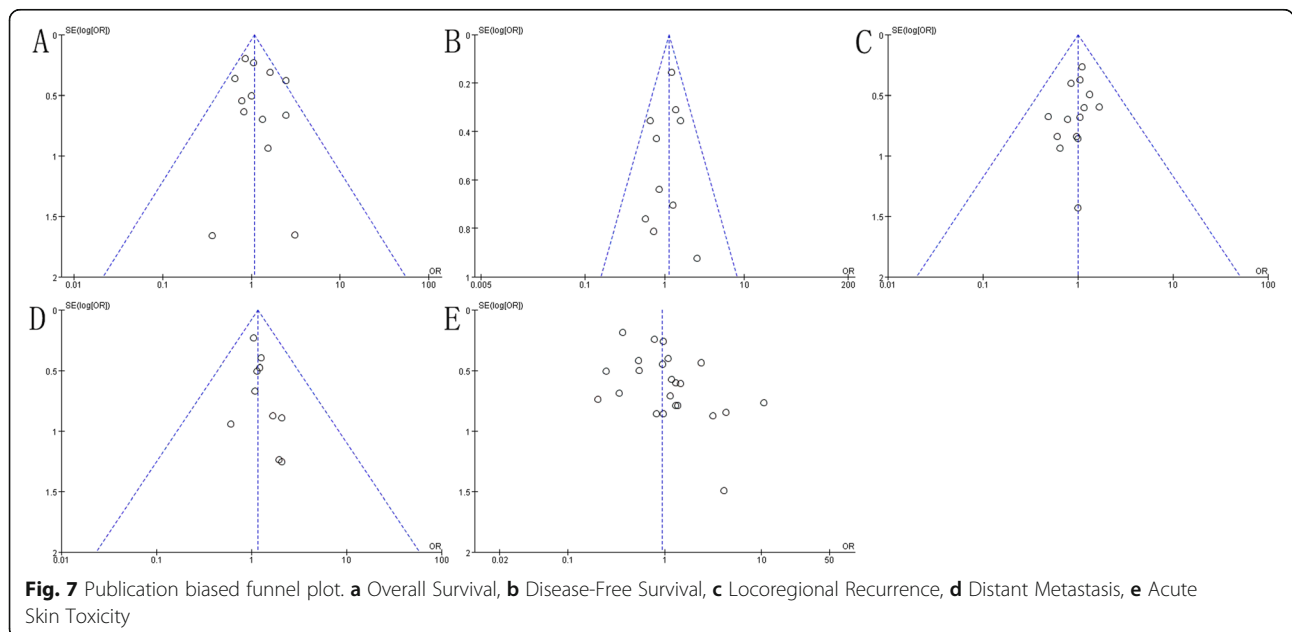 A
SE(log[OR])
0
0.5
1
1.5
2
0.01 0.1 1 10 100
OR
B
SE(log[OR])
0
0.2
0.4
0.6
0.8
1
0.005 0.1 1 10 200
OR
C
SE(log[OR])
0
0.5
1
1.5
2
0.01 0.1 1 10 100
OR
D
SE(log[OR])
0
0.5
1
1.5
2
0.01 0.1 1 10 100
OR
E
SE(log[OR])
0
0.5
1
1.5
2
0.02 0.1 1 10 50
OR
Fig. 7 Publication biased funnel plot. a Overall Survival, b Disease-Free Survival, c Locoregional Recurrence, d Distant Metastasis, e Acute
Skin Toxicity